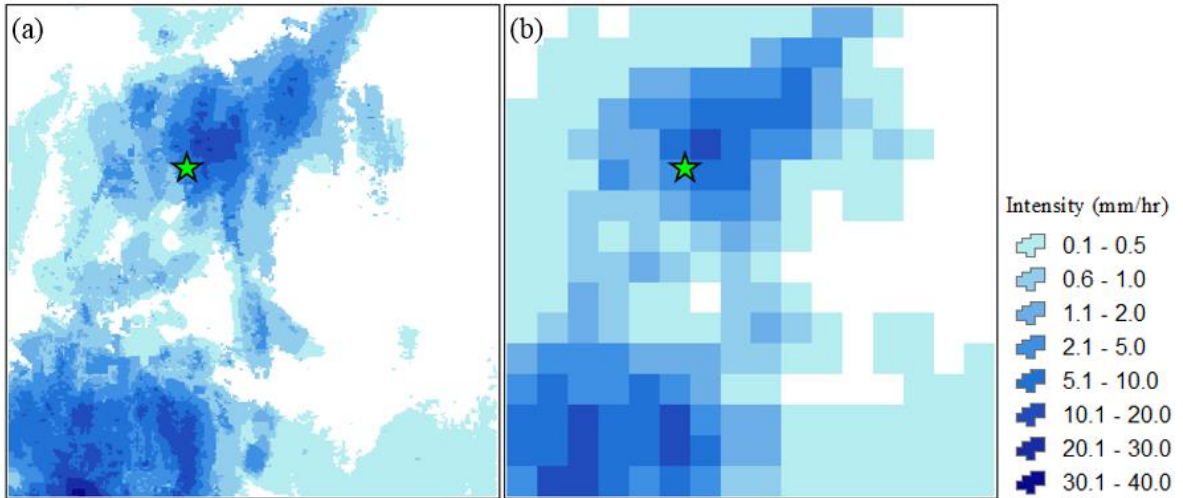 (a)
(b)
Intensity (mm/hr)
0.1 - 0.5
0.6 - 1.0
1.1 - 2.0
2.1 - 5.0
5.1 - 10.0
10.1 - 20.0
20.1 - 30.0
30.1 - 40.0